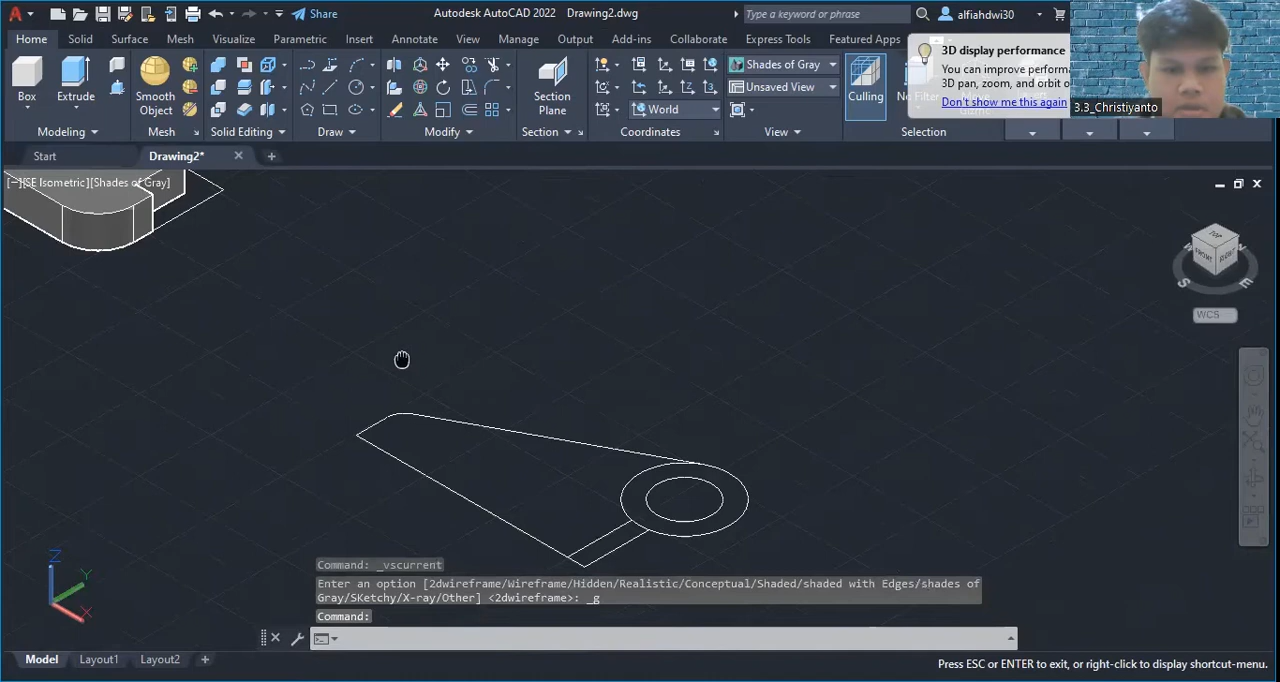 Share
Autodesk AutoCAD 2022 Drawing2.dwg
Type a keyword or phrase
alfiahdwi30
Home Solid Surface Mesh Visualize Parametric Insert Annotate View Manage Output Add-ins Collaborate Express Tools Featured Apps
3D display performance
You can improve perform
3D pan, zoom, and orbit o
Don't show me this again
3.3_Christiyanto
Box
Extrude
Smooth
Object
Section
Plane
Shades of Gray
Unsaved View
World
Culling
Modeling
Mesh
Solid Editing
Draw
Modify
Section
Coordinates
View
Selection
Start
Drawing2*
[−][SE Isometric][Shades of Gray]
TOP
FRONT
RIGHT
S
E
WCS
Z
Y
X
Command: _vscurrent
Enter an option [2dwireframe/Wireframe/Hidden/Realistic/Conceptual/Shaded/shaded with Edges/shades of
Gray/SKetchy/X-ray/Other] <2dwireframe>: _g
Command:
Model Layout1 Layout2 +
Press ESC or ENTER to exit, or right-click to display shortcut-menu.